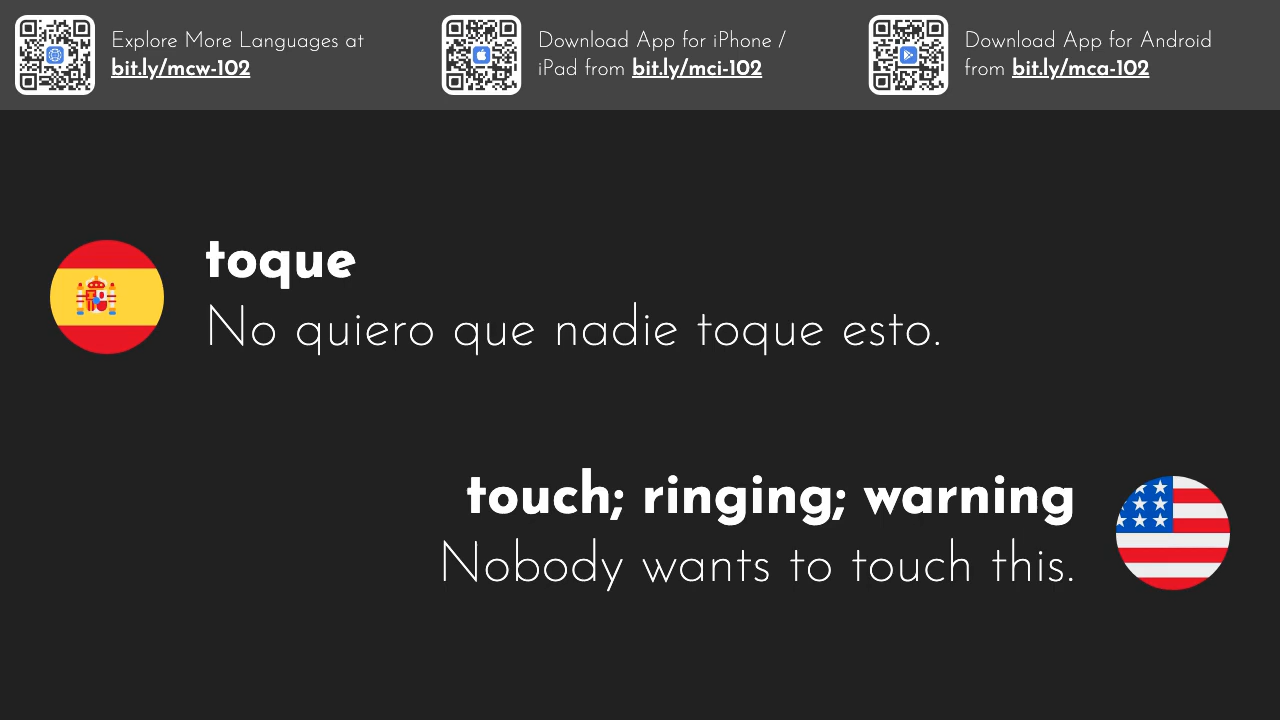 Explore More Languages at
bit.ly/mcw-102
Download App for iPhone /
iPad from bit.ly/mci-102
Download App for Android
from bit.ly/mca-102
toque
No quiero que nadie toque esto.
touch; ringing; warning
Nobody wants to touch this.